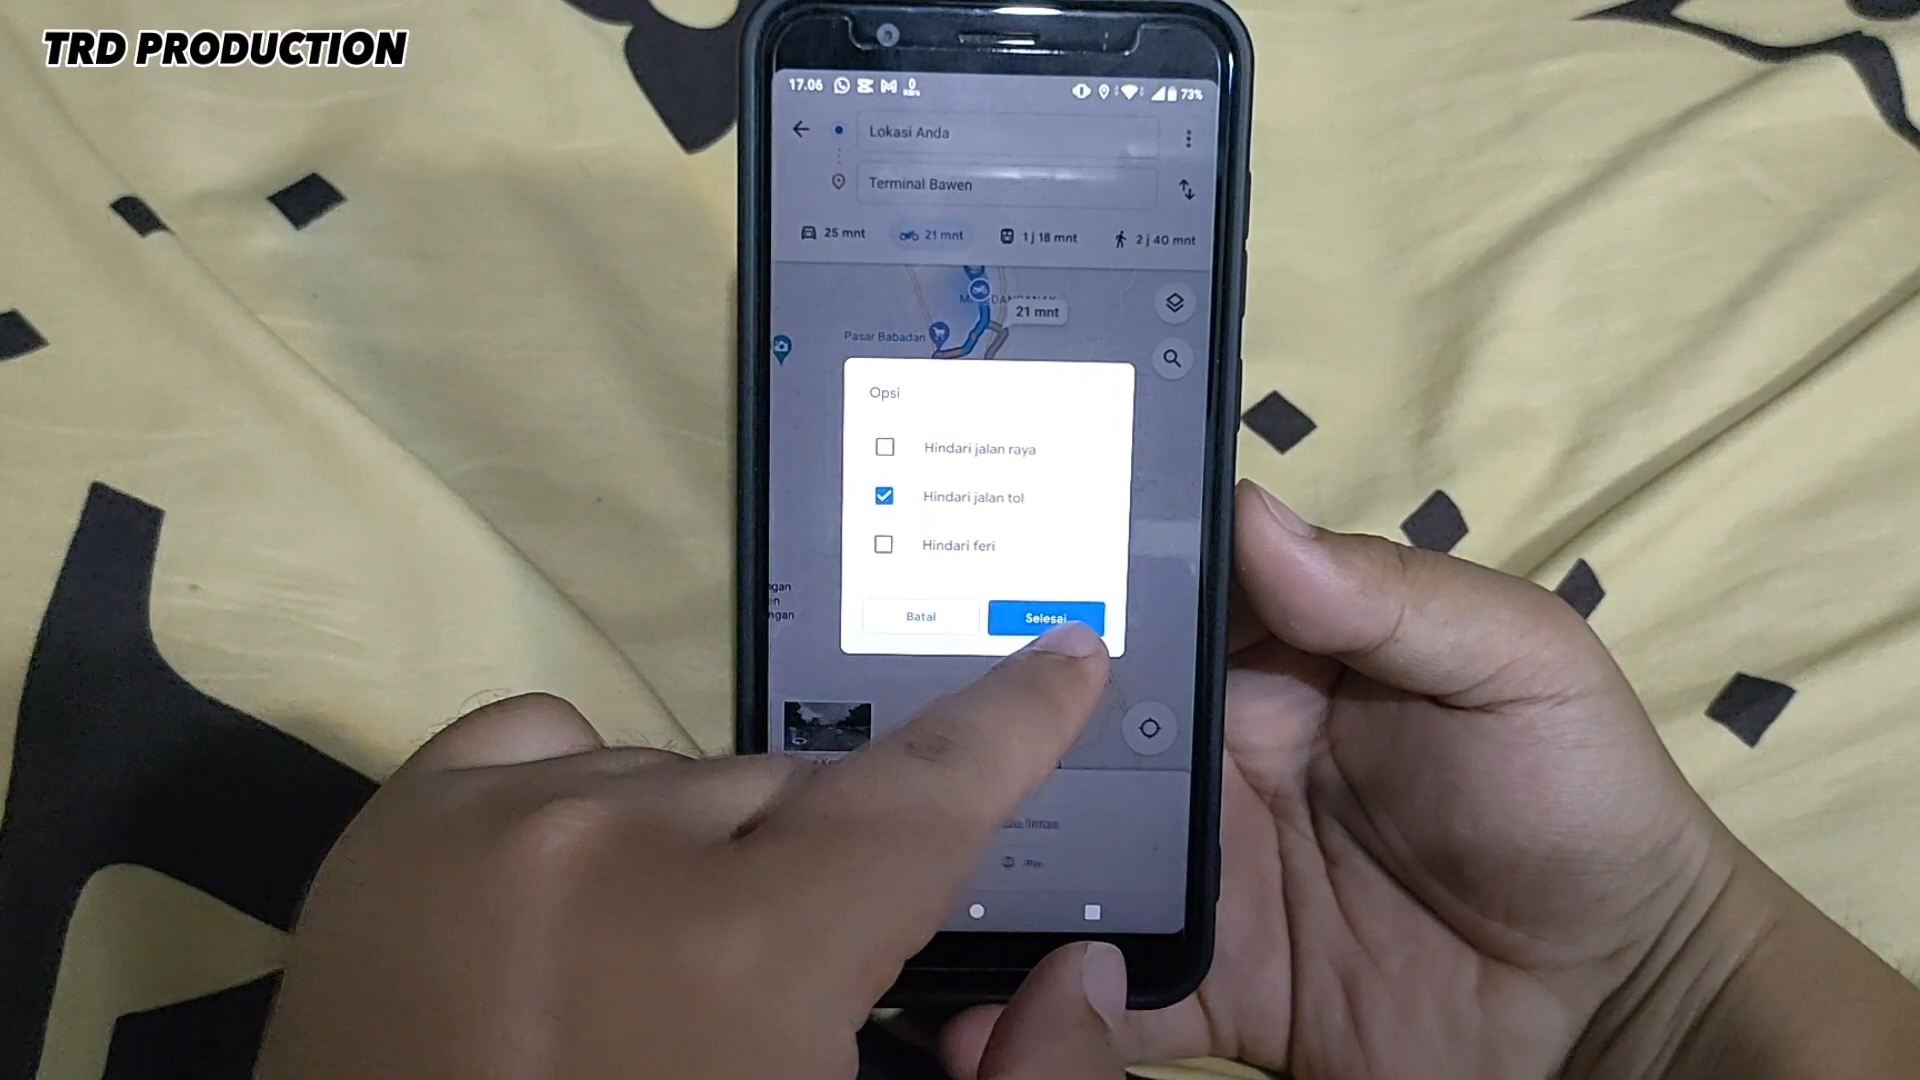 TRD PRODUCTION
17.06
73%
Lokasi Anda
Terminal Bawen
25 mnt
21 mnt
1 j 18 mnt
2 j 40 mnt
21 mnt
Pasar Babadan
Opsi
Hindari jalan raya
Hindari jalan tol
Hindari feri
Batal
Selesai